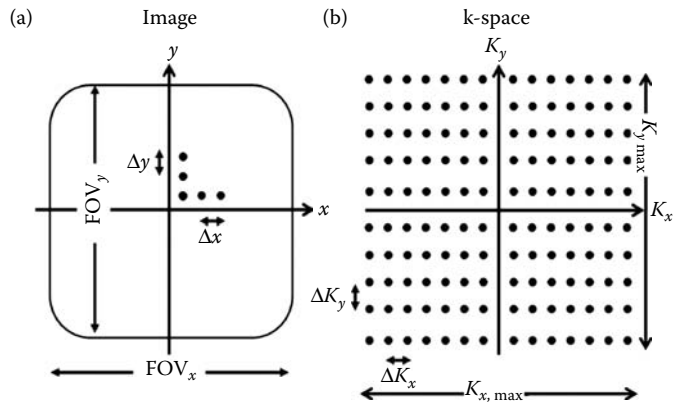 (a) Image
y
Δy
FOVy
x
Δx
FOVx
(b) k-space
Ky
Ky max
Kx
ΔKy
ΔKx
Kx, max